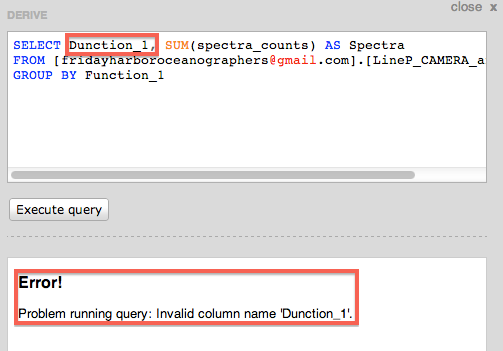 close x
DERIVE
SELECT Dunction_1, SUM(spectra_counts) AS Spectra
FROM [fridayharboroceanographers@gmail.com].[LineP_CAMERA_a
GROUP BY Function_1
Execute query
Error!
Problem running query: Invalid column name 'Dunction_1'.